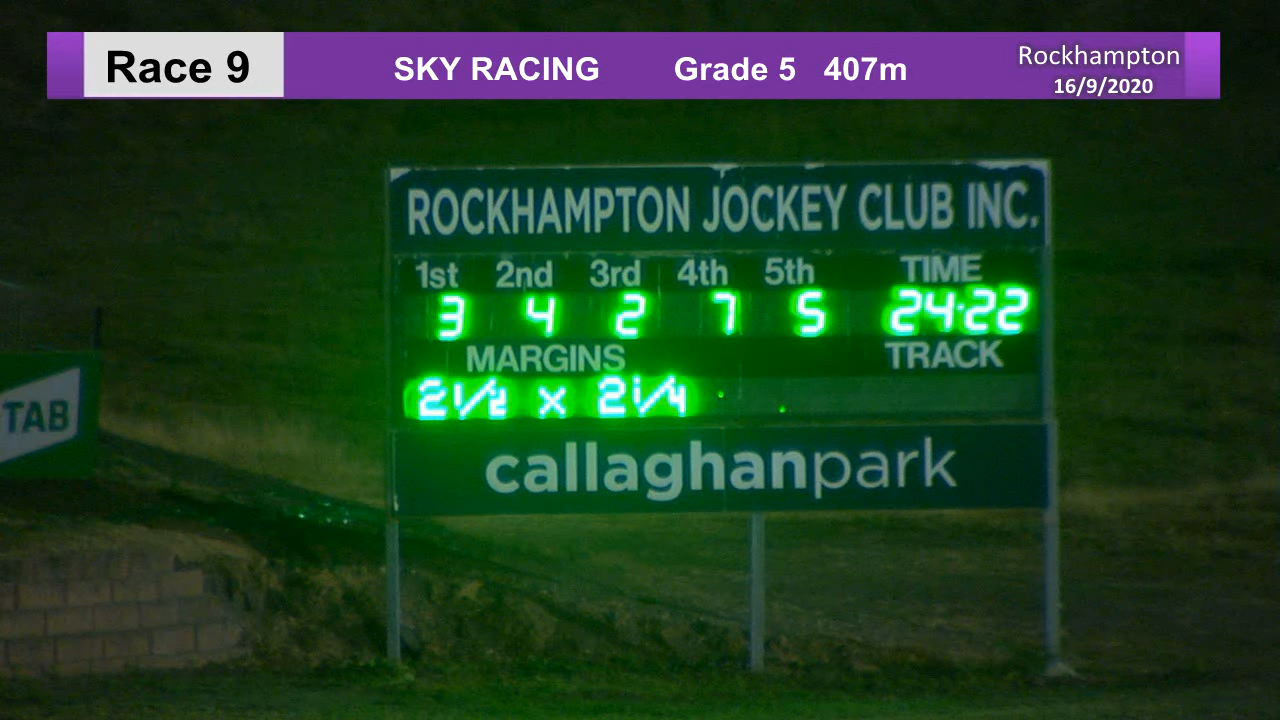 Race 9 SKY RACING Grade 5 407m Rockhampton
16/9/2020
ROCKHAMPTON JOCKEY CLUB INC.
1st 2nd 3rd 4th 5th TIME
3 4 2 7 5 24.22
MARGINS TRACK
2 1/2 x 2 1/4
TAB
callaghanpark